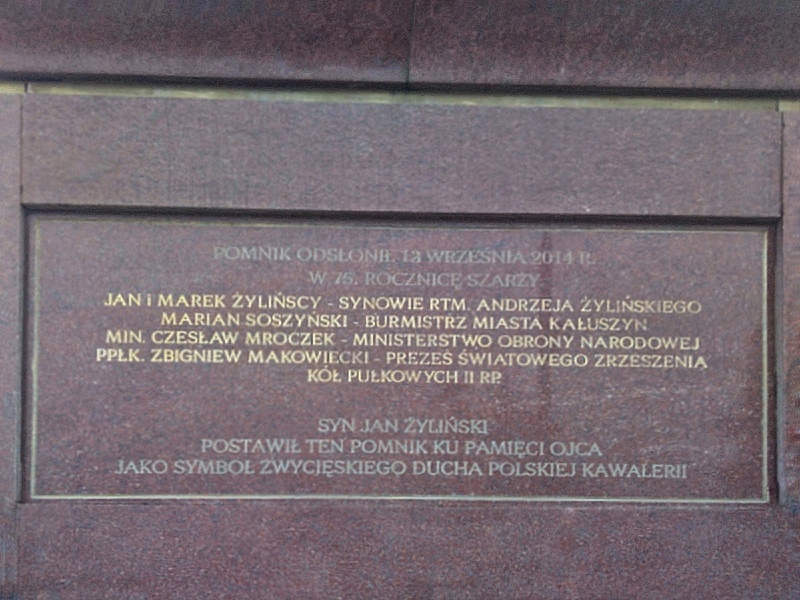 POMNIK ODSŁONIŁ 13 WRZEŚNIA 2014 R.
W 75. ROCZNICĘ SZARŻY
JAN I MAREK ŻYLIŃSCY - SYNOWIE RTM. ANDRZEJA ŻYLIŃSKIEGO
MARIAN SOSZYŃSKI - BURMISTRZ MIASTA KAŁUSZYN
MIN. CZESŁAW MROCZEK - MINISTERSTWO OBRONY NARODOWEJ
PPŁK. ZBIGNIEW MAKOWIECKI - PREZES ŚWIATOWEGO ZRZESZENIA
KÓŁ PUŁKOWYCH II RP.
SYN JAN ŻYLIŃSKI
POSTAWIŁ TEN POMNIK KU PAMIĘCI OJCA
JAKO SYMBOL ZWYCIĘSKIEGO DUCHA POLSKIEJ KAWALERII